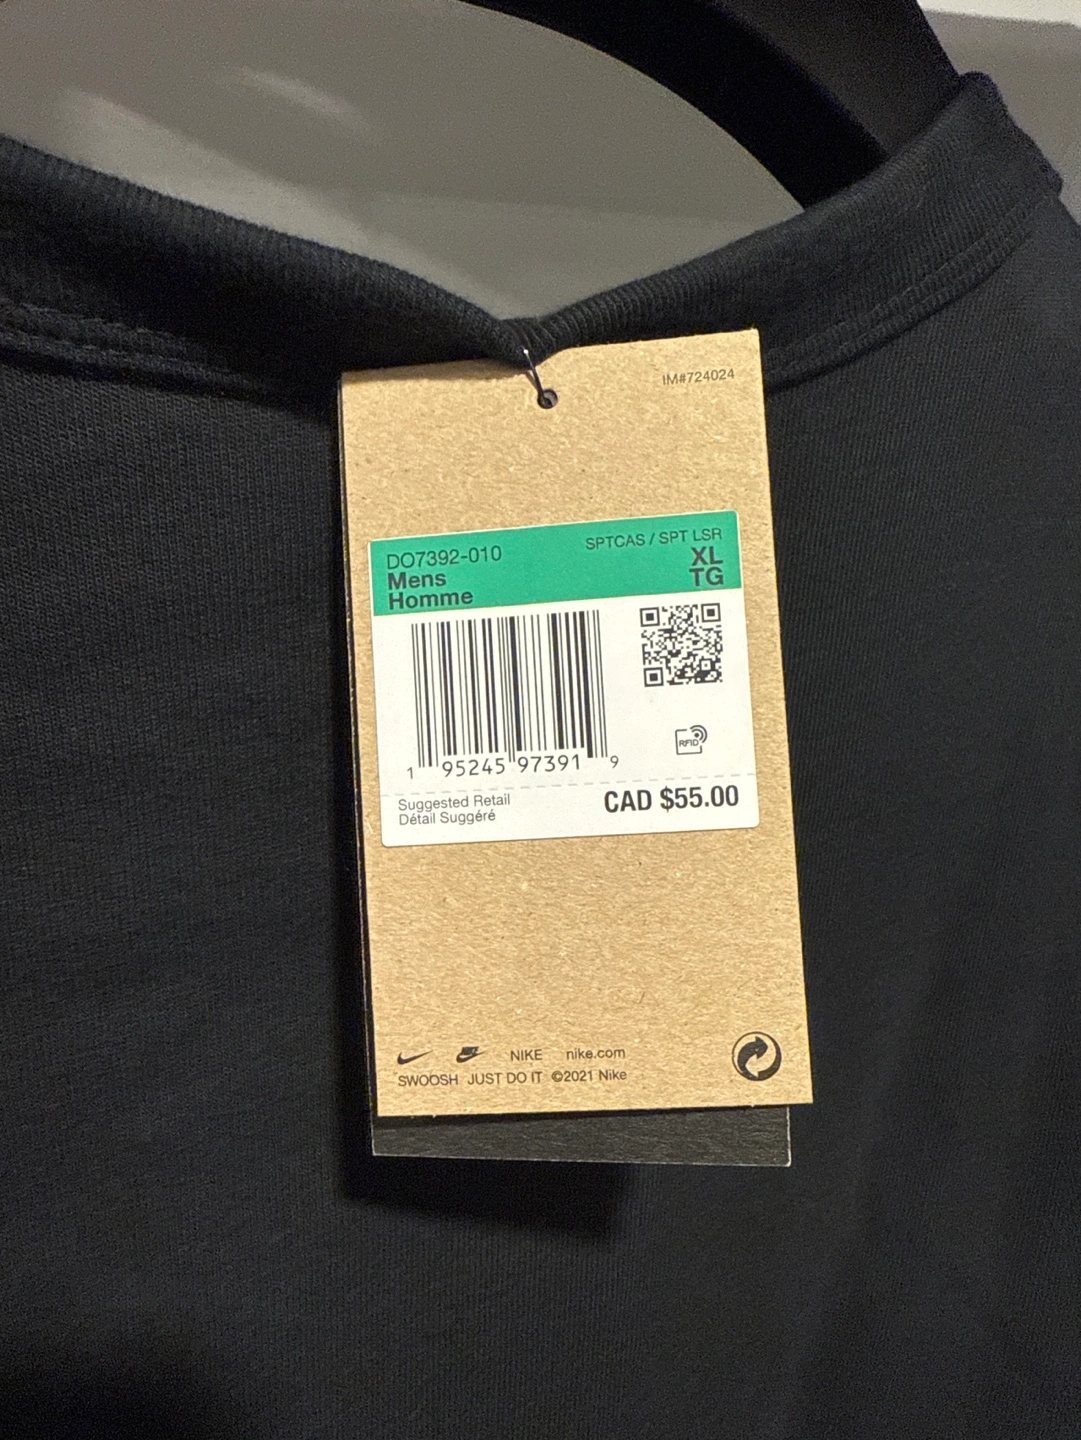 IM#724024
DO7392-010 SPTCAS / SPT LSR
Mens XL
Homme TG
RFID
1 95245 97391 9
Suggested Retail CAD $55.00
Détail Suggéré
NIKE nike.com
SWOOSH JUST DO IT ©2021 Nike